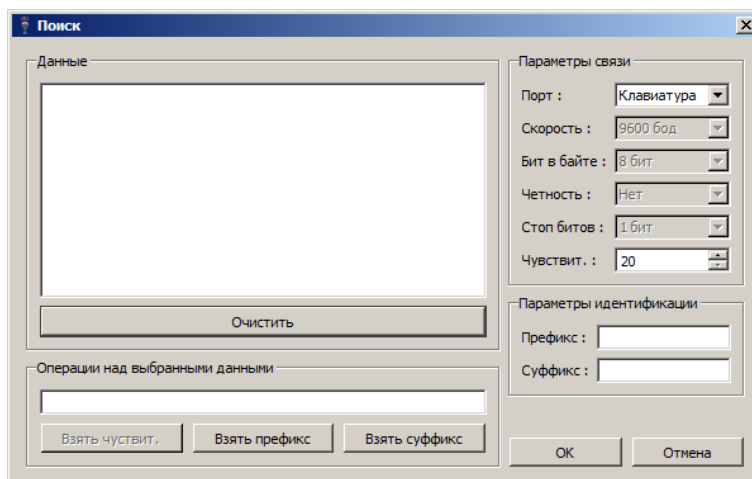 Поиск
Данные
Очистить
Операции над выбранными данными
Взять чуствит.
Взять префикс
Взять суффикс
Параметры связи
Порт : Клавиатура
Скорость : 9600 бод
Бит в байте : 8 бит
Четность : Нет
Стоп битов : 1 бит
Чувствит. : 20
Параметры идентификации
Префикс :
Суффикс :
OK
Отмена